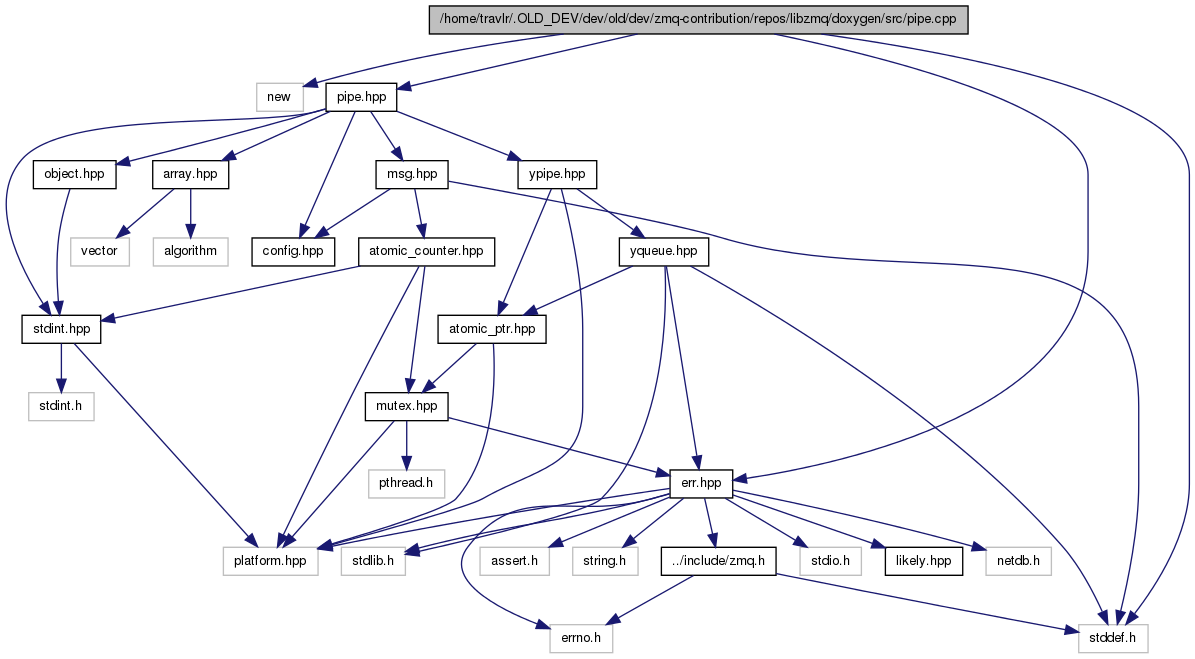 /home/travlr/.OLD_DEV/dev/old/dev/zmq-contribution/repos/libzmq/doxygen/src/pipe.cpp
new
pipe.hpp
object.hpp
array.hpp
msg.hpp
ypipe.hpp
vector
algorithm
config.hpp
atomic_counter.hpp
yqueue.hpp
stdint.hpp
atomic_ptr.hpp
stdint.h
mutex.hpp
pthread.h
err.hpp
platform.hpp
stdlib.h
assert.h
string.h
../include/zmq.h
stdio.h
likely.hpp
netdb.h
errno.h
stddef.h